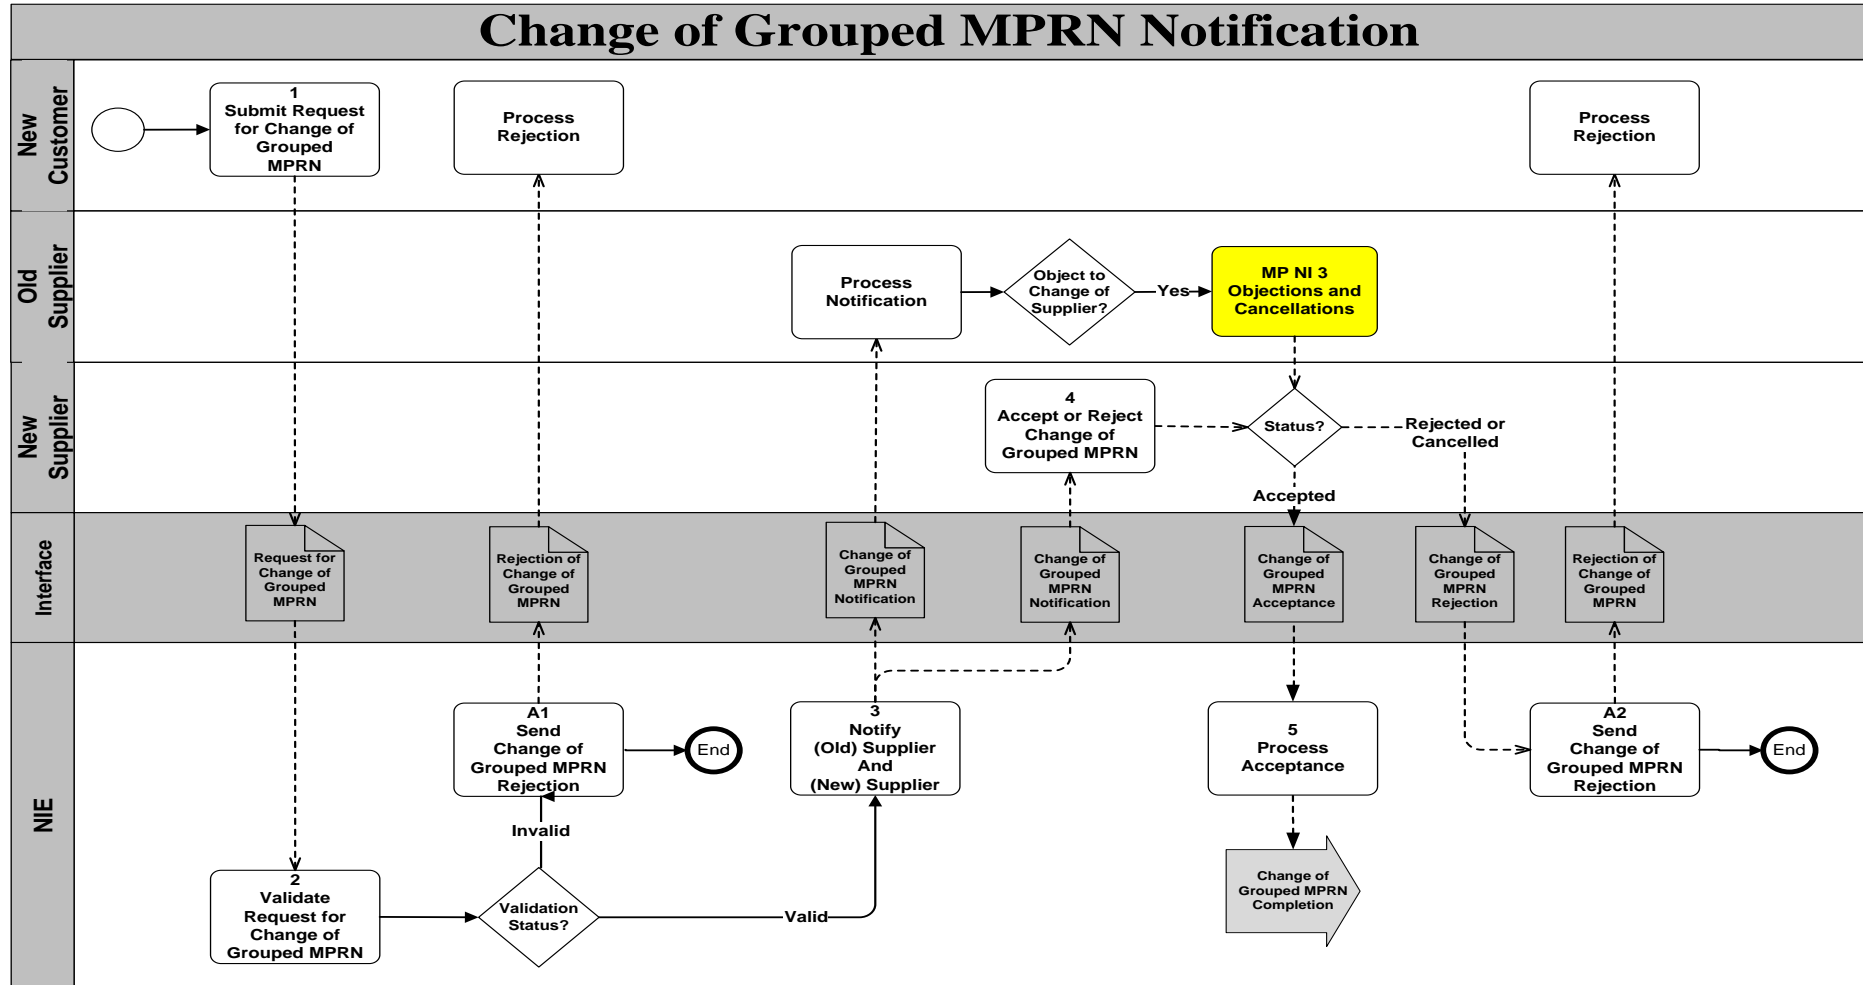 Change of Grouped MPRN Notification
New
Customer
1
Submit Request
for Change of
Grouped
MPRN
Process
Rejection
Process
Rejection
Old
Supplier
Process
Notification
Object to
Change of
Supplier?
Yes
MP NI 3
Objections and
Cancellations
New
Supplier
4
Accept or Reject
Change of
Grouped MPRN
Status?
Rejected or
Cancelled
Accepted
Interface
Request for
Change of
Grouped
MPRN
Rejection of
Change of
Grouped
MPRN
Change of
Grouped
MPRN
Notification
Change of
Grouped
MPRN
Notification
Change of
Grouped
MPRN
Acceptance
Change of
Grouped
MPRN
Rejection
Rejection of
Change of
Grouped
MPRN
NIE
A1
Send
Change of
Grouped MPRN
Rejection
End
3
Notify
(Old) Supplier
And
(New) Supplier
5
Process
Acceptance
A2
Send
Change of
Grouped MPRN
Rejection
End
Invalid
2
Validate
Request for
Change of
Grouped MPRN
Validation
Status?
Valid
Change of
Grouped MPRN
Completion